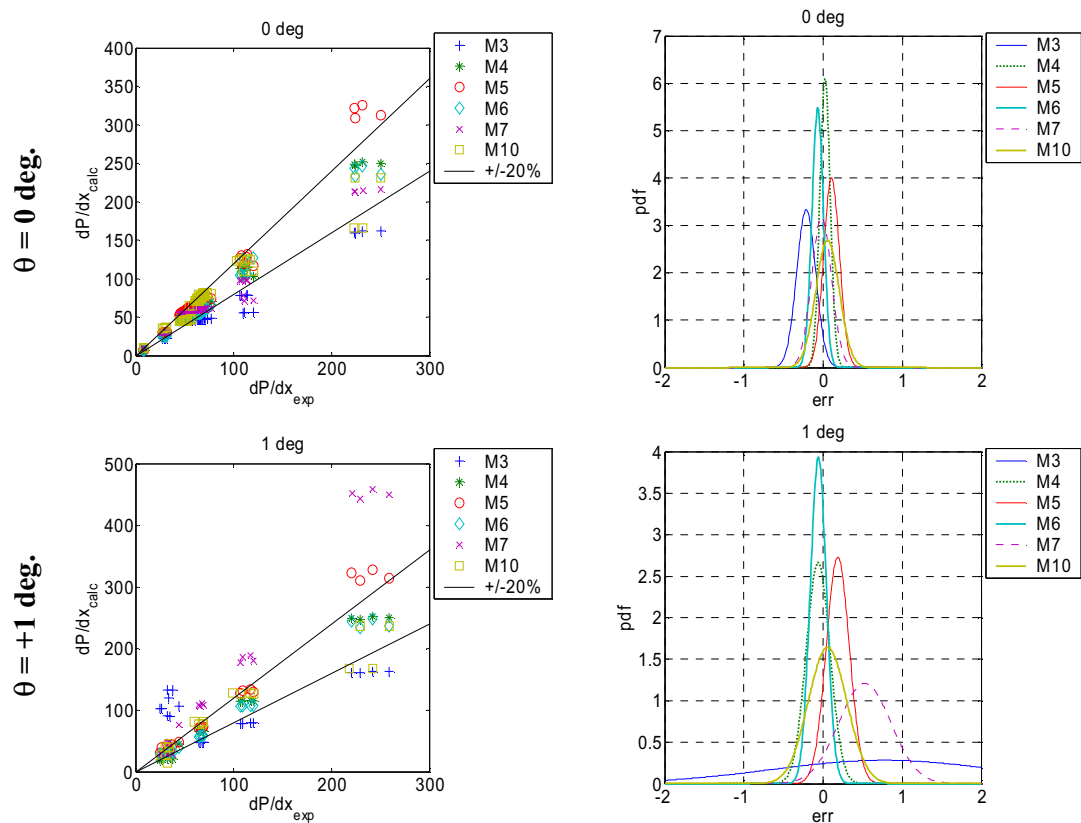 θ = 0 deg.
0 deg
400
350
300
250
200
150
100
50
0
0 100 200 300
dP/dx_calc
dP/dx_exp
M3
M4
M5
M6
M7
M10
+/-20%
0 deg
7
6
5
4
3
2
1
0
-2 -1 0 1 2
pdf
err
M3
M4
M5
M6
M7
M10
θ = +1 deg.
1 deg
500
400
300
200
100
0
0 100 200 300
dP/dx_calc
dP/dx_exp
M3
M4
M5
M6
M7
M10
+/-20%
1 deg
4
3.5
3
2.5
2
1.5
1
0.5
0
-2 -1 0 1 2
pdf
err
M3
M4
M5
M6
M7
M10